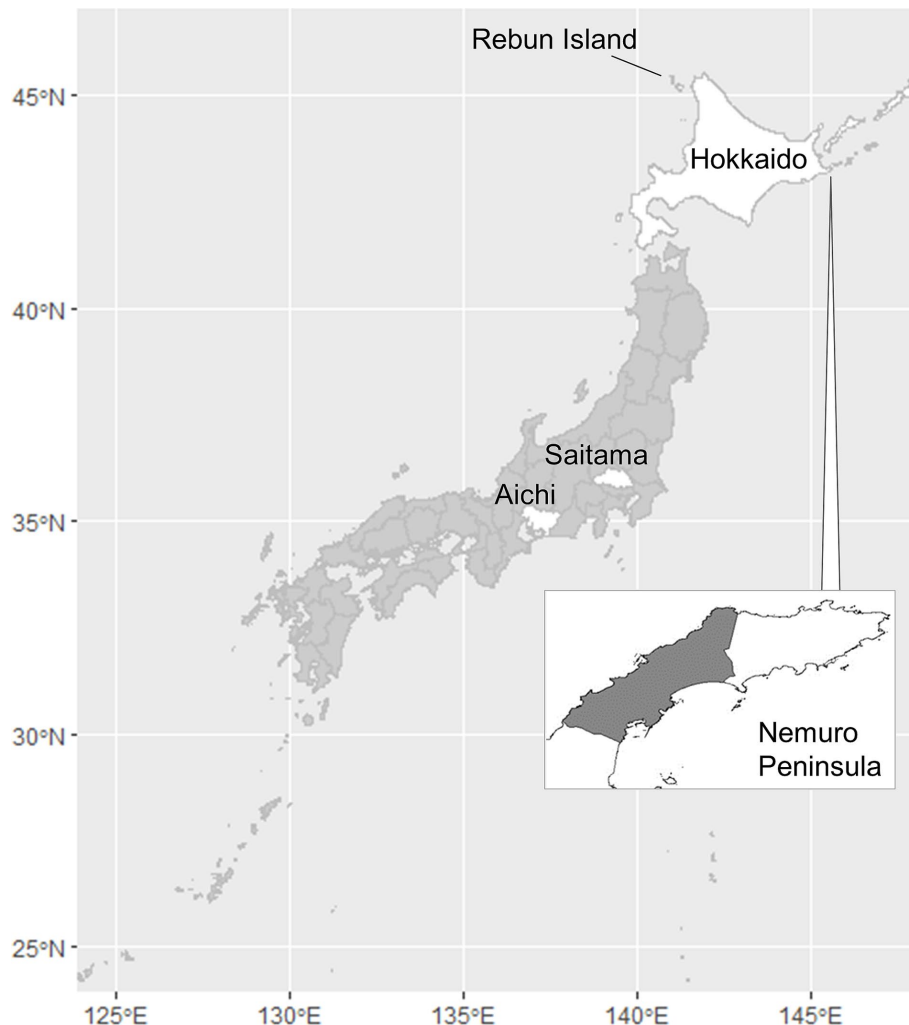 Rebun Island
45°N
Hokkaido
40°N
Saitama
Aichi
35°N
30°N
Nemuro
Peninsula
25°N
125°E
130°E
135°E
140°E
145°E